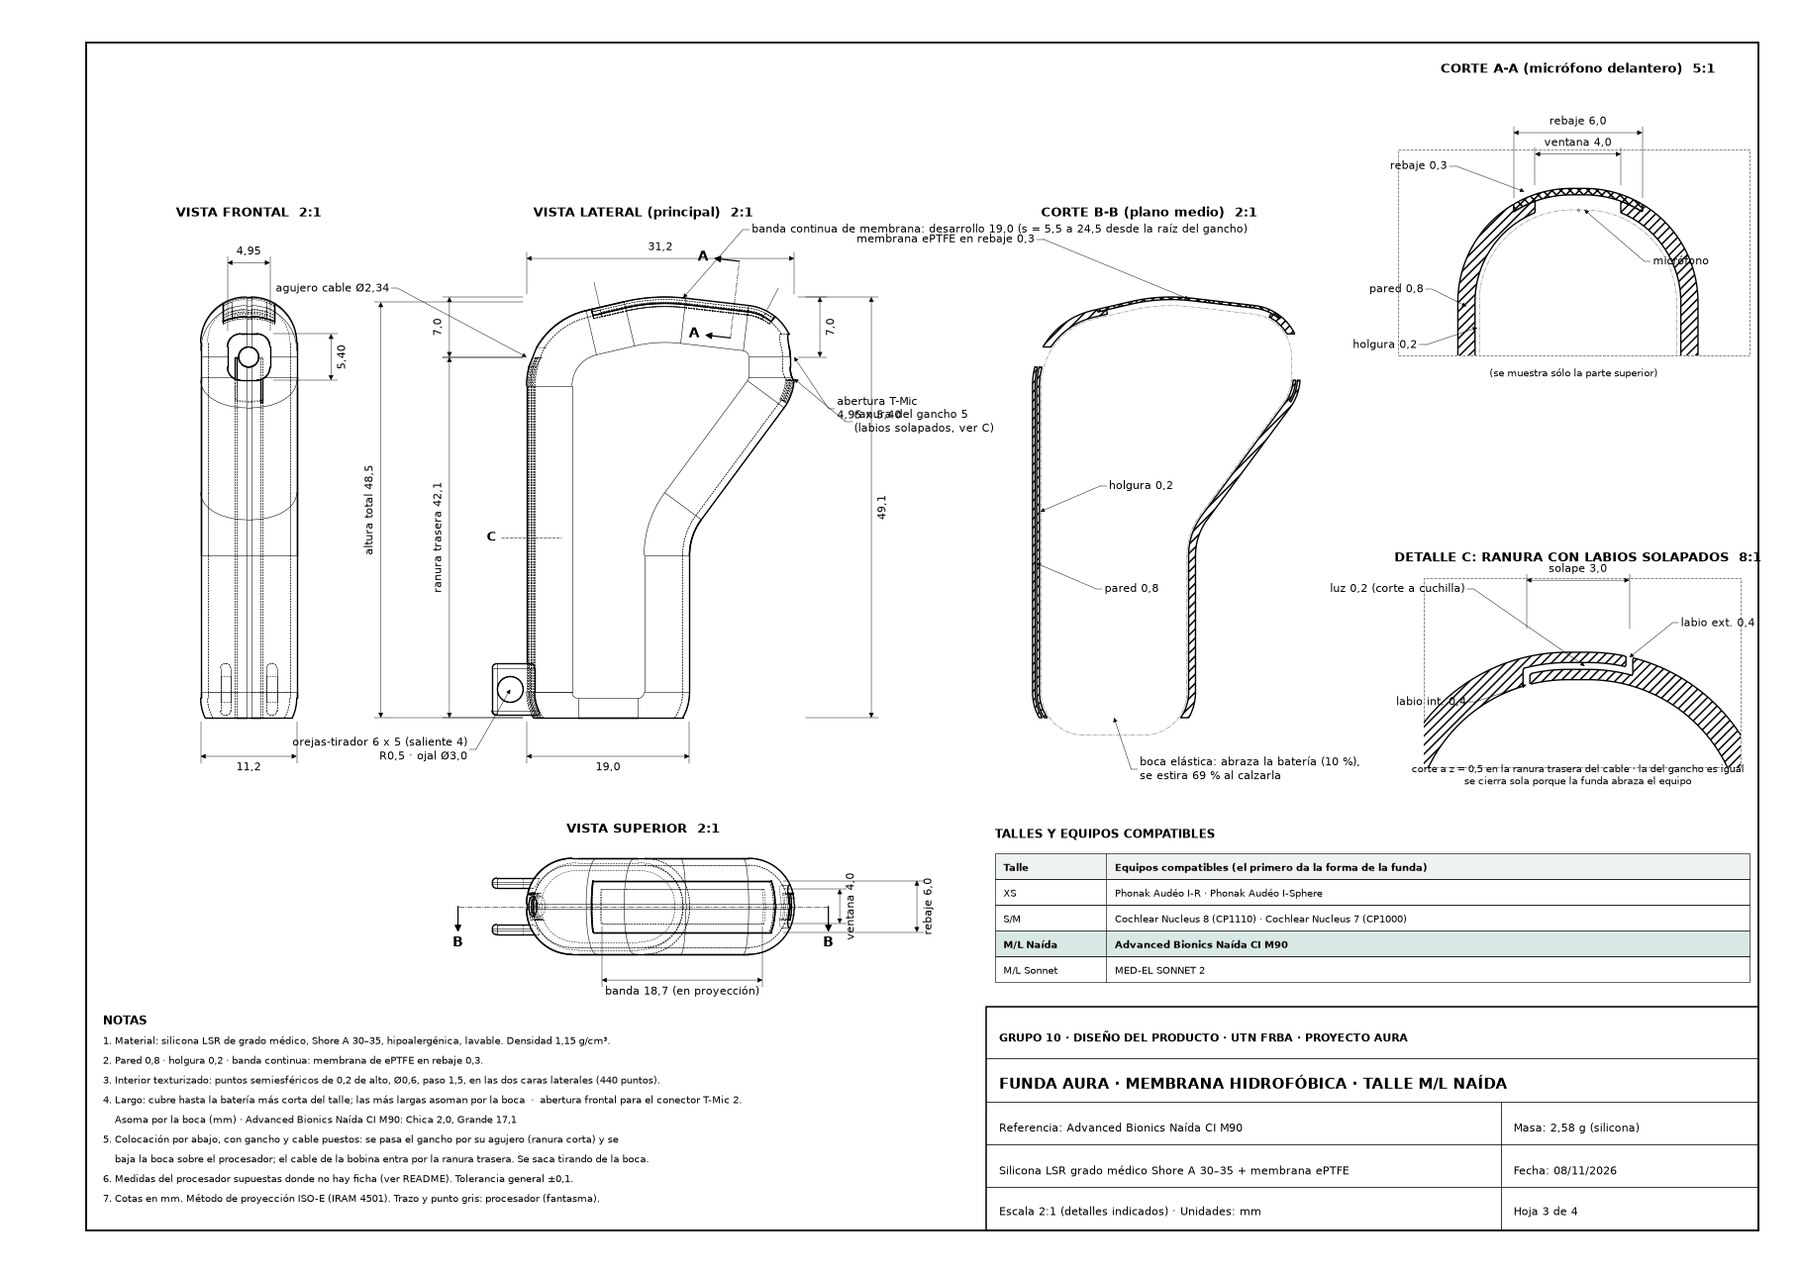 CORTE A-A (micrófono delantero)  5:1
rebaje 6,0
ventana 4,0
rebaje 0,3
micrófono
pared 0,8
holgura 0,2
(se muestra sólo la parte superior)
VISTA FRONTAL  2:1
4,95
5,40
11,2
VISTA LATERAL (principal)  2:1
banda continua de membrana: desarrollo 19,0 (s = 5,5 a 24,5 desde la raíz del gancho)
31,2
A
A
agujero cable Ø2,34
7,0
7,0
abertura T-Mic
4,95 x 5,40
ranura del gancho 5
(labios solapados, ver C)
altura total 48,5
ranura trasera 42,1
49,1
C
orejas-tirador 6 x 5 (saliente 4)
R0,5 · ojal Ø3,0
19,0
CORTE B-B (plano medio)  2:1
membrana ePTFE en rebaje 0,3
holgura 0,2
pared 0,8
boca elástica: abraza la batería (10 %),
se estira 69 % al calzarla
DETALLE C: RANURA CON LABIOS SOLAPADOS  8:1
solape 3,0
luz 0,2 (corte a cuchilla)
labio ext. 0,4
labio int. 0,4
corte a z = 0,5 en la ranura trasera del cable · la del gancho es igual
se cierra sola porque la funda abraza el equipo
VISTA SUPERIOR  2:1
ventana 4,0
rebaje 6,0
B
B
banda 18,7 (en proyección)
TALLES Y EQUIPOS COMPATIBLES
Talle	Equipos compatibles (el primero da la forma de la funda)
XS	Phonak Audéo I-R · Phonak Audéo I-Sphere
S/M	Cochlear Nucleus 8 (CP1110) · Cochlear Nucleus 7 (CP1000)
M/L Naída	Advanced Bionics Naída CI M90
M/L Sonnet	MED-EL SONNET 2
NOTAS
1. Material: silicona LSR de grado médico, Shore A 30–35, hipoalergénica, lavable. Densidad 1,15 g/cm³.
2. Pared 0,8 · holgura 0,2 · banda continua: membrana de ePTFE en rebaje 0,3.
3. Interior texturizado: puntos semiesféricos de 0,2 de alto, Ø0,6, paso 1,5, en las dos caras laterales (440 puntos).
4. Largo: cubre hasta la batería más corta del talle; las más largas asoman por la boca  ·  abertura frontal para el conector T-Mic 2.
Asoma por la boca (mm) · Advanced Bionics Naída CI M90: Chica 2,0, Grande 17,1
5. Colocación por abajo, con gancho y cable puestos: se pasa el gancho por su agujero (ranura corta) y se
baja la boca sobre el procesador; el cable de la bobina entra por la ranura trasera. Se saca tirando de la boca.
6. Medidas del procesador supuestas donde no hay ficha (ver README). Tolerancia general ±0,1.
7. Cotas en mm. Método de proyección ISO-E (IRAM 4501). Trazo y punto gris: procesador (fantasma).
GRUPO 10 · DISEÑO DEL PRODUCTO · UTN FRBA · PROYECTO AURA
FUNDA AURA · MEMBRANA HIDROFÓBICA · TALLE M/L NAÍDA
Referencia: Advanced Bionics Naída CI M90	Masa: 2,58 g (silicona)
Silicona LSR grado médico Shore A 30–35 + membrana ePTFE	Fecha: 08/11/2026
Escala 2:1 (detalles indicados) · Unidades: mm	Hoja 3 de 4